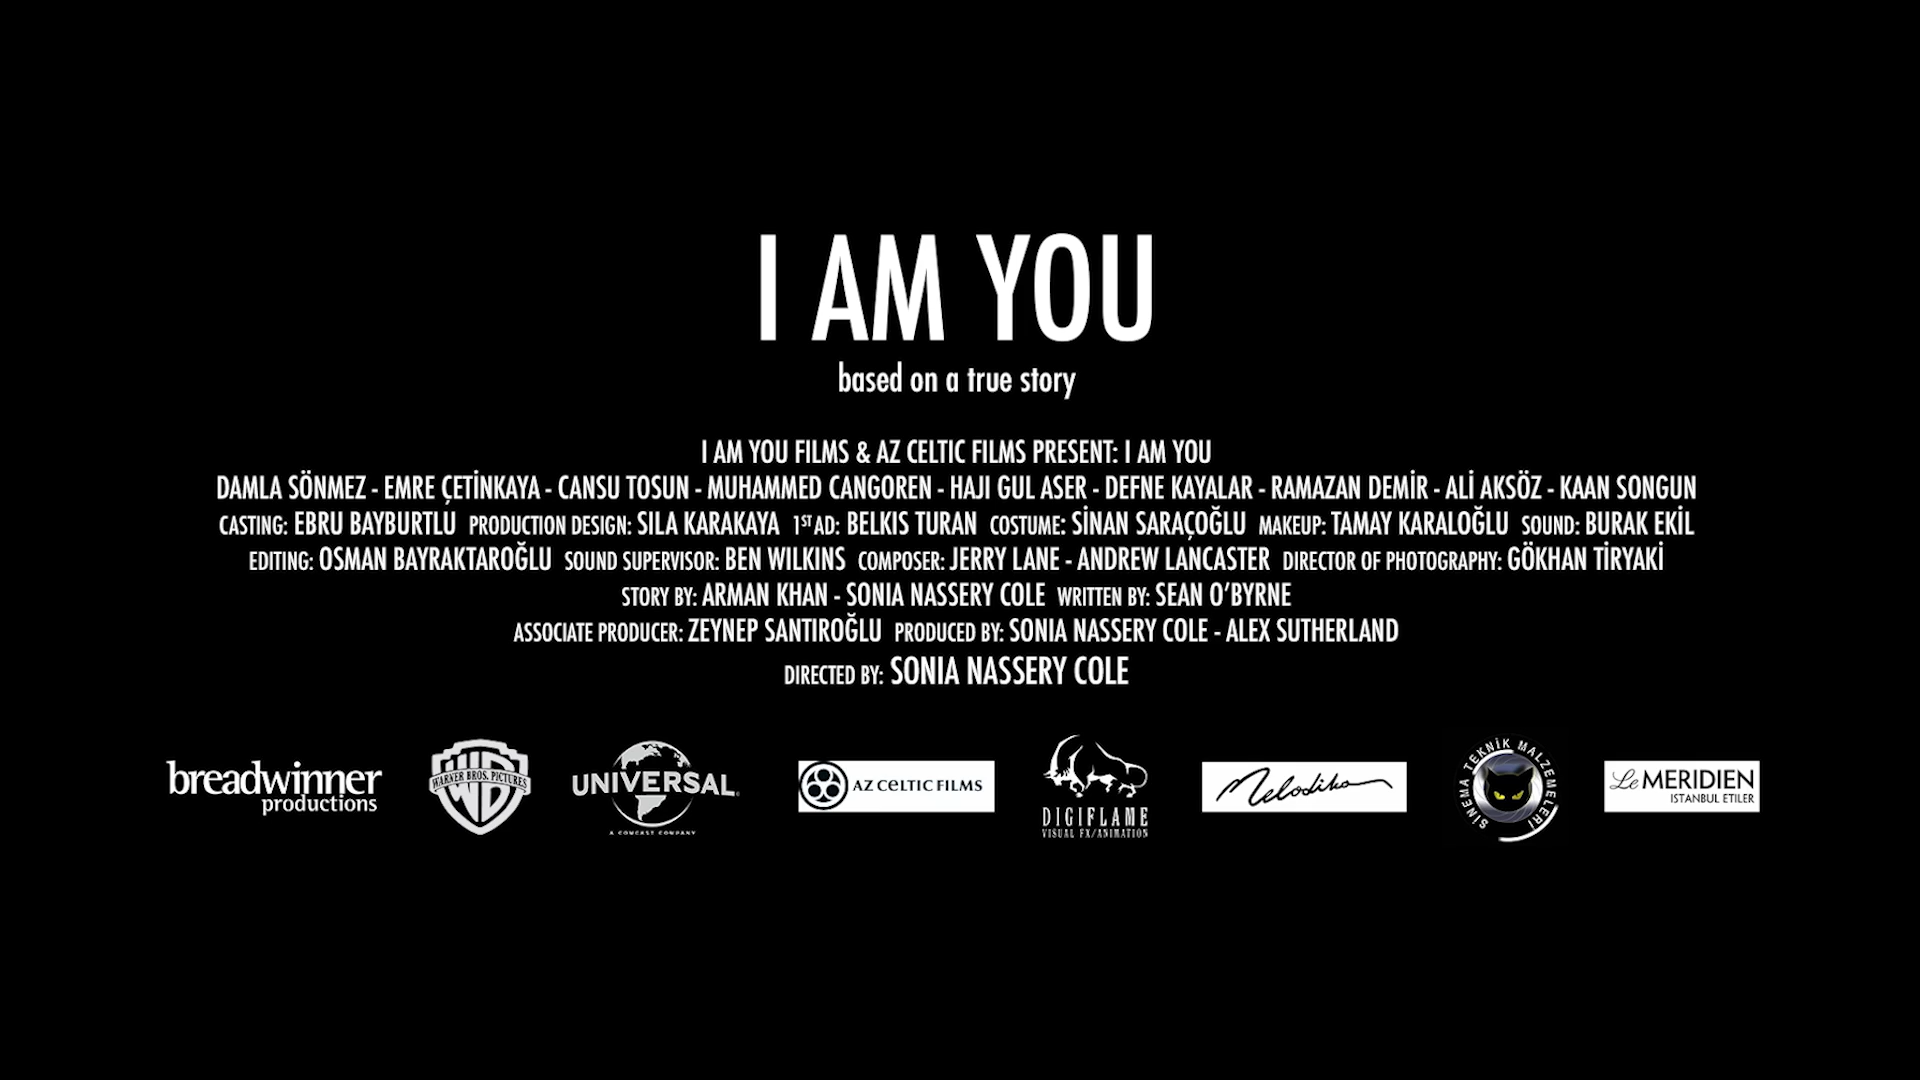 I AM YOU
based on a true story
I AM YOU FILMS & AZ CELTIC FILMS PRESENT: I AM YOU
DAMLA SÖNMEZ - EMRE ÇETİNKAYA - CANSU TOSUN - MUHAMMED CANGOREN - HAJI GUL ASER - DEFNE KAYALAR - RAMAZAN DEMİR - ALİ AKSÖZ - KAAN SONGUN
CASTING: EBRU BAYBURTLU PRODUCTION DESIGN: SILA KARAKAYA 1ST AD: BELKIS TURAN COSTUME: SİNAN SARAÇOĞLU MAKEUP: TAMAY KARALOĞLU SOUND: BURAK EKİL
EDITING: OSMAN BAYRAKTAROĞLU SOUND SUPERVISOR: BEN WILKINS COMPOSER: JERRY LANE - ANDREW LANCASTER DIRECTOR OF PHOTOGRAPHY: GÖKHAN TİRYAKİ
STORY BY: ARMAN KHAN - SONIA NASSERY COLE WRITTEN BY: SEAN O'BYRNE
ASSOCIATE PRODUCER: ZEYNEP SANTIROĞLU PRODUCED BY: SONIA NASSERY COLE - ALEX SUTHERLAND
DIRECTED BY: SONIA NASSERY COLE
breadwinner
productions
WARNER BROS. PICTURES
WB
UNIVERSAL
A COMCAST COMPANY
AZ CELTIC FILMS
DIGIFLAME
VISUAL FX/ANIMATION
Melodika
SİNEMA TEKNİK MALZEMELERİ
Le MERIDIEN
ISTANBUL ETILER